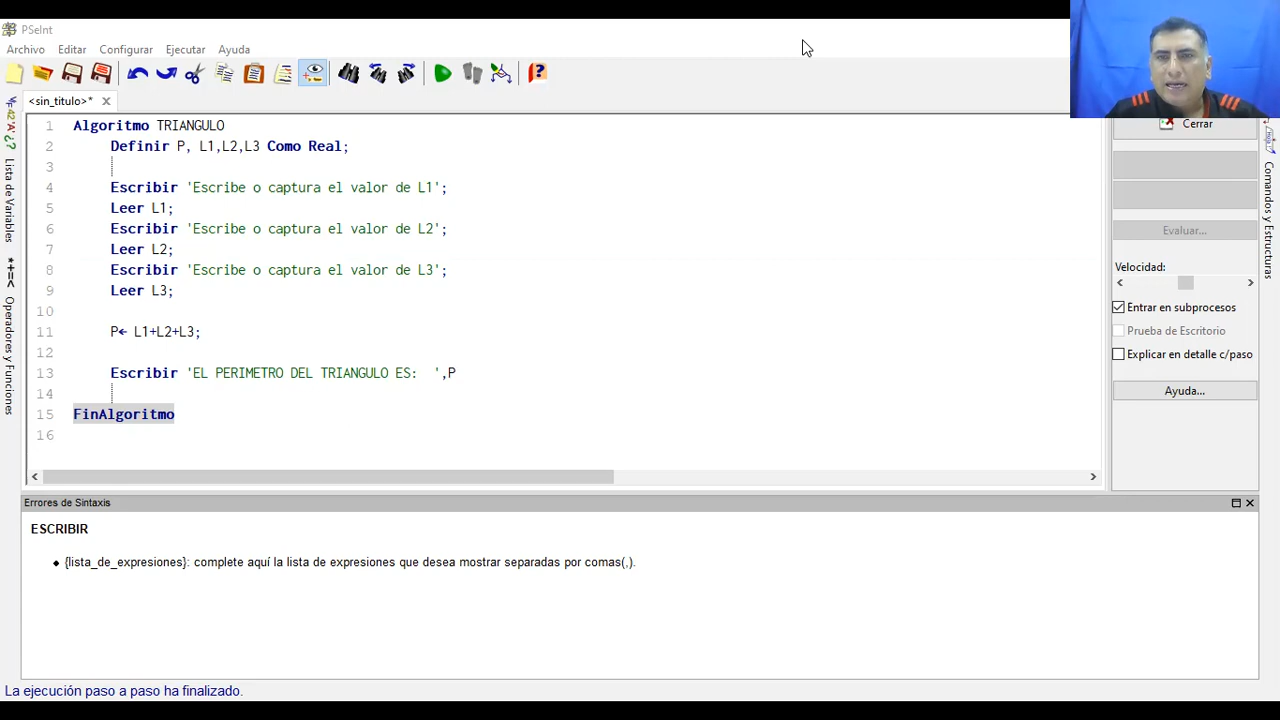 PSeInt
Archivo Editar Configurar Ejecutar Ayuda
<sin_titulo>*
1 Algoritmo TRIANGULO
2 Definir P, L1,L2,L3 Como Real;
3
4 Escribir 'Escribe o captura el valor de L1';
5 Leer L1;
6 Escribir 'Escribe o captura el valor de L2';
7 Leer L2;
8 Escribir 'Escribe o captura el valor de L3';
9 Leer L3;
10
11 P← L1+L2+L3;
12
13 Escribir 'EL PERIMETRO DEL TRIANGULO ES:  ',P
14
15 FinAlgoritmo
16
Lista de Variables
*+=<
Operadores y Funciones
Cerrar
Evaluar...
Velocidad:
Entrar en subprocesos
Prueba de Escritorio
Explicar en detalle c/paso
Ayuda...
Comandos y Estructuras
Errores de Sintaxis
ESCRIBIR
{lista_de_expresiones}: complete aquí la lista de expresiones que desea mostrar separadas por comas(,).
La ejecución paso a paso ha finalizado.